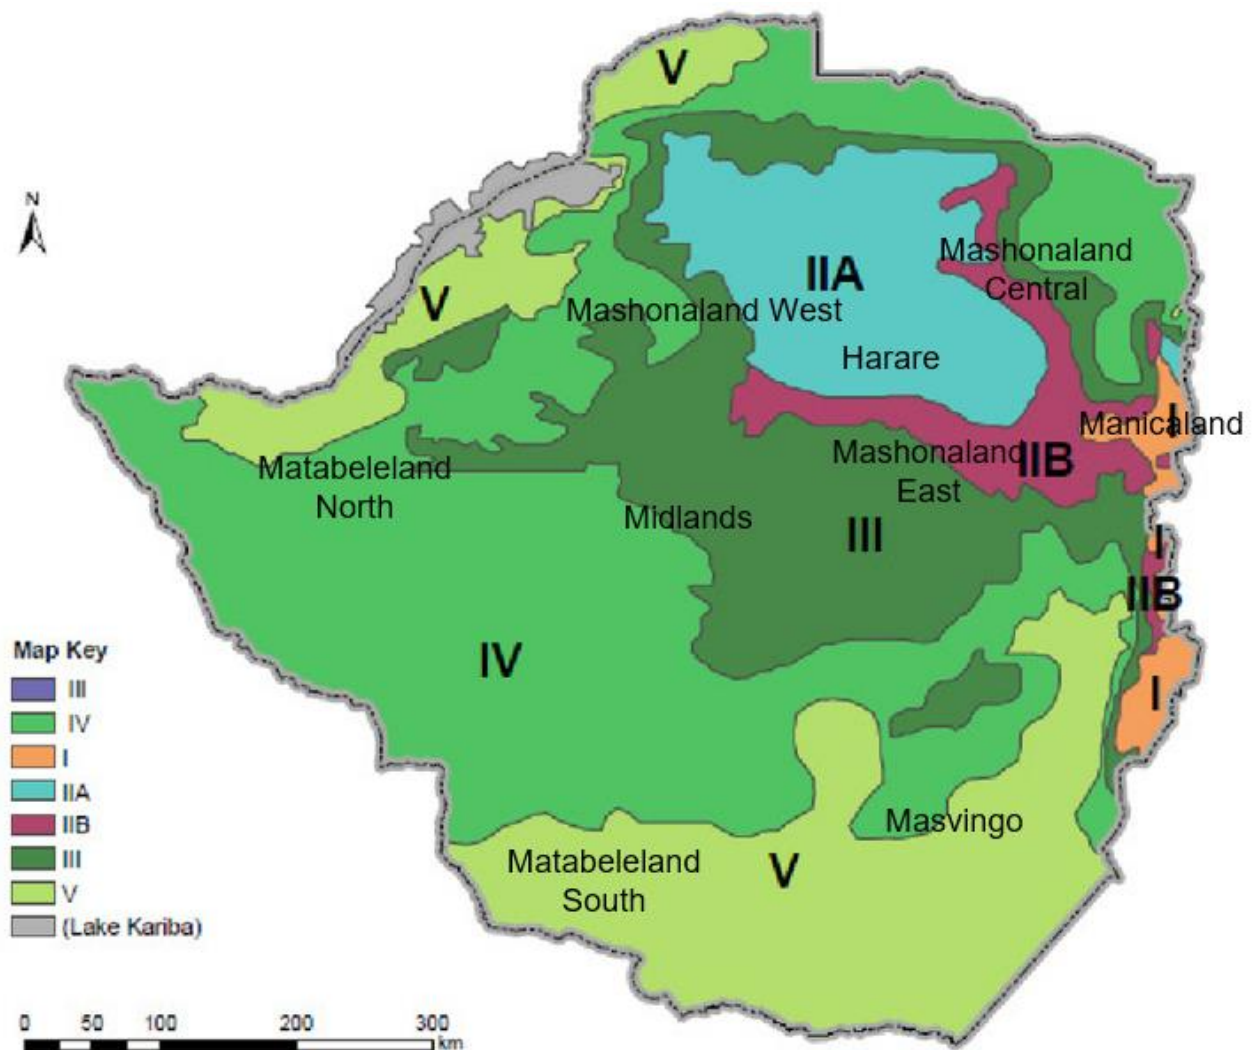 V
N
Mashonaland
Central
IIA
V
Mashonaland West
Harare
I
Manicaland
Mashonaland
East
IIB
Matabeleland
North
Midlands
III
I
IIB
IV
I
Map Key
III
IV
I
IIA
IIB
III
V
(Lake Kariba)
Masvingo
Matabeleland
South
V
0 50 100 200 300
km